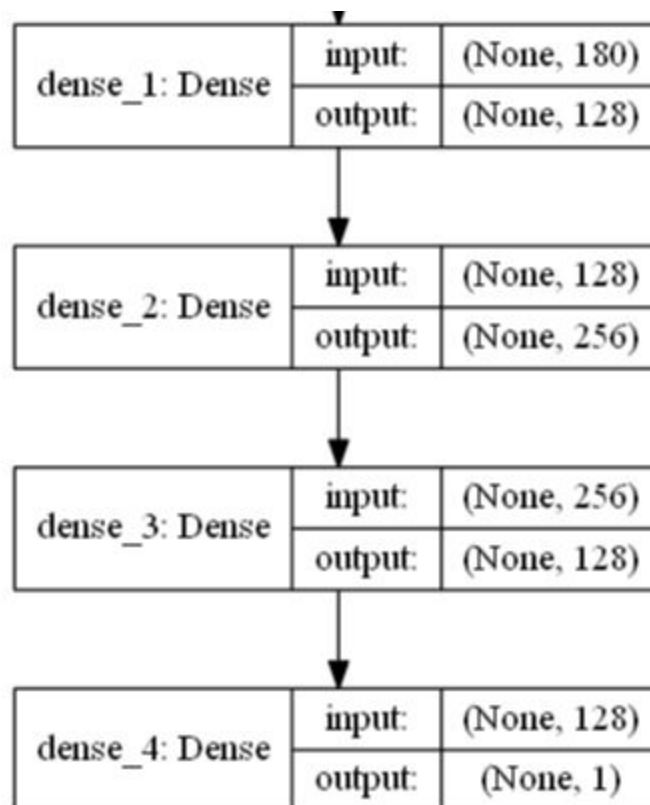 dense_1: Dense
input: (None, 180)
output: (None, 128)
dense_2: Dense
input: (None, 128)
output: (None, 256)
dense_3: Dense
input: (None, 256)
output: (None, 128)
dense_4: Dense
input: (None, 128)
output: (None, 1)